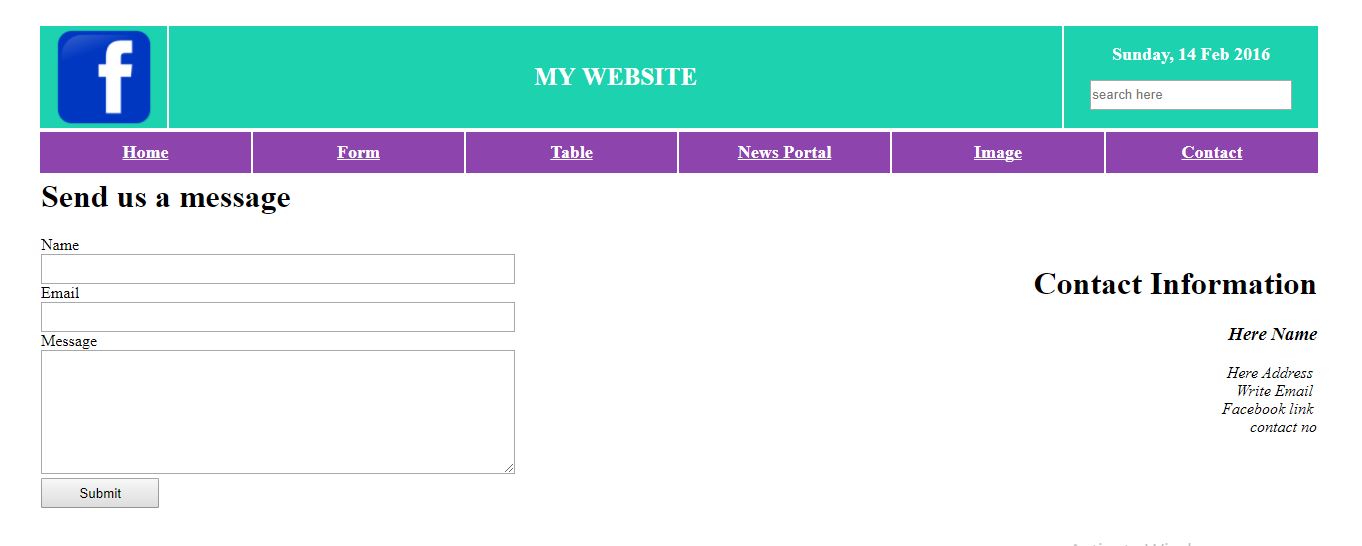 f
MY WEBSITE
Sunday, 14 Feb 2016
search here
Home Form Table News Portal Image Contact
Send us a message
Name
Email
Message
Submit
Contact Information
Here Name
Here Address
Write Email
Facebook link
contact no